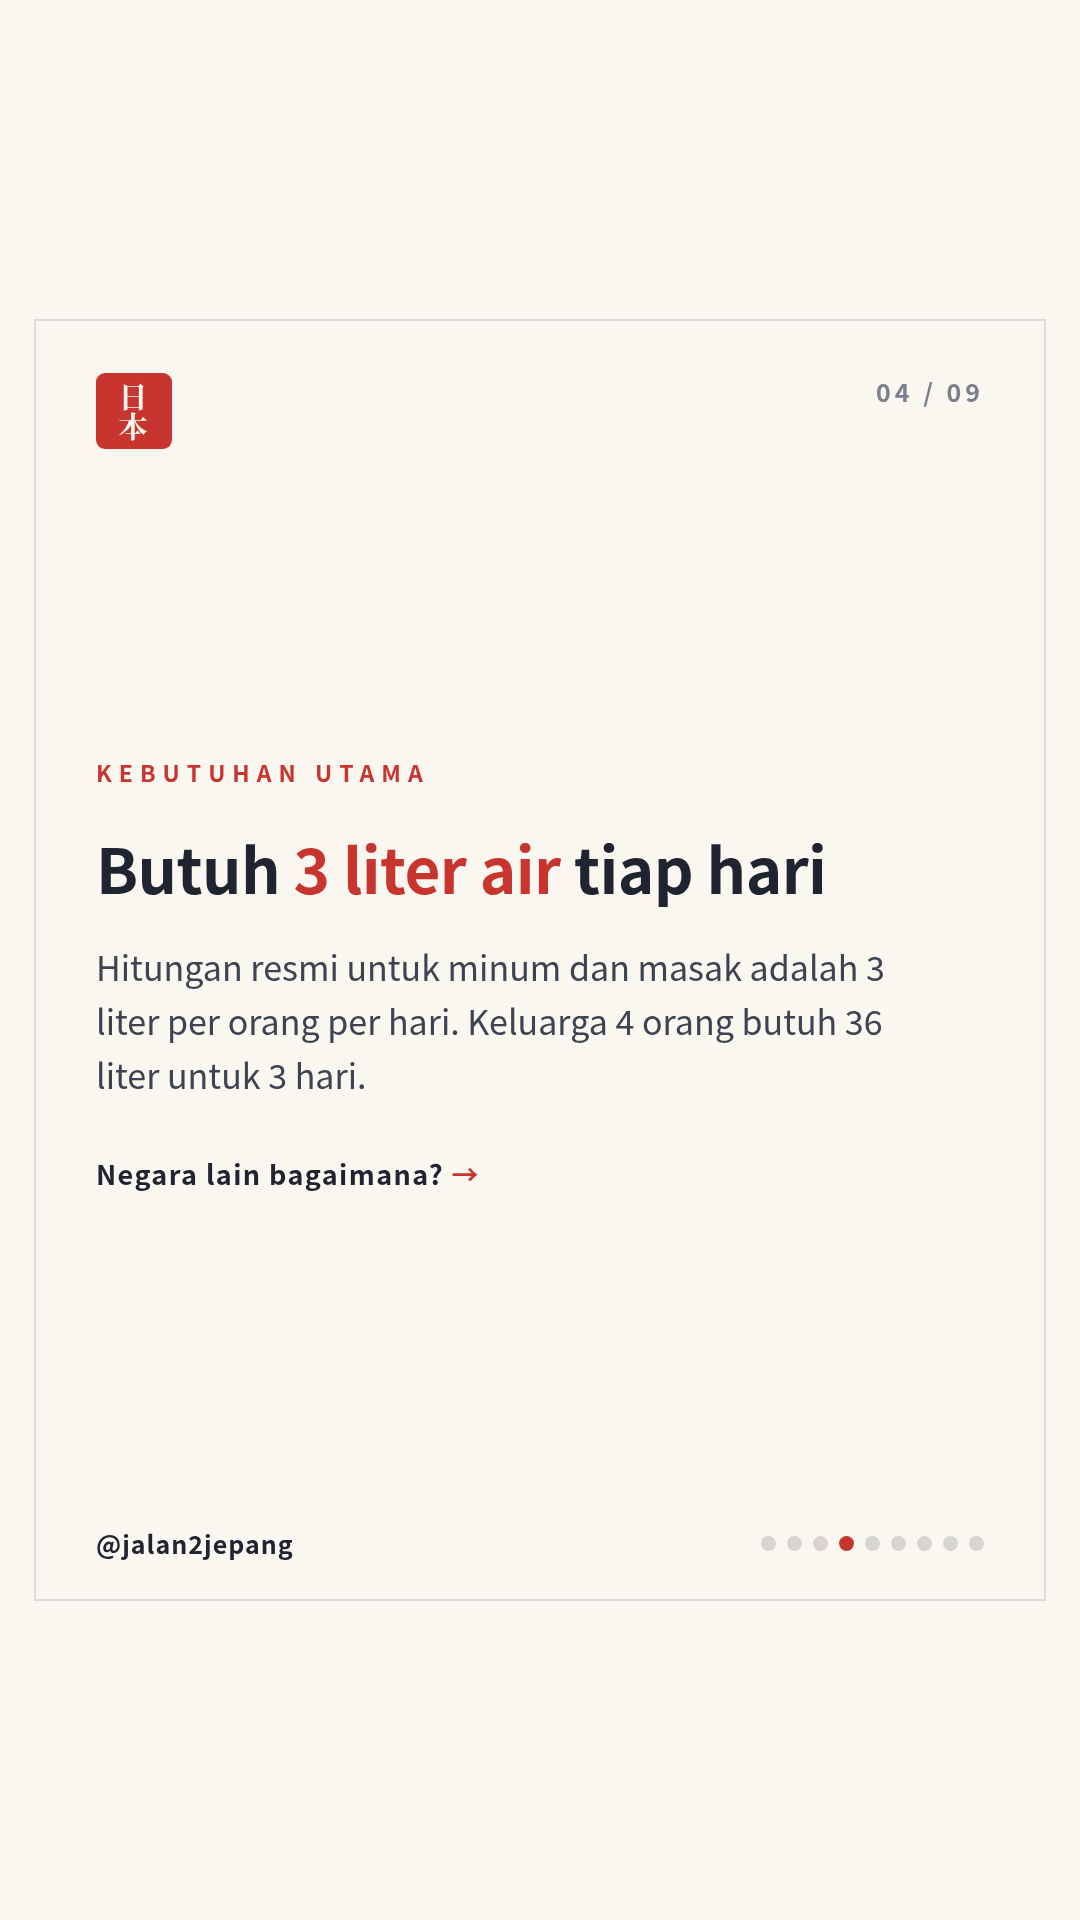 日
本
04 / 09
KEBUTUHAN UTAMA
Butuh 3 liter air tiap hari
Hitungan resmi untuk minum dan masak adalah 3
liter per orang per hari. Keluarga 4 orang butuh 36
liter untuk 3 hari.
Negara lain bagaimana? →
@jalan2jepang